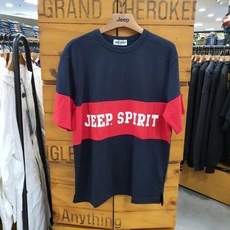 GRAND CHEROKEE
Jeep
JEEP SPIRIT
Anything